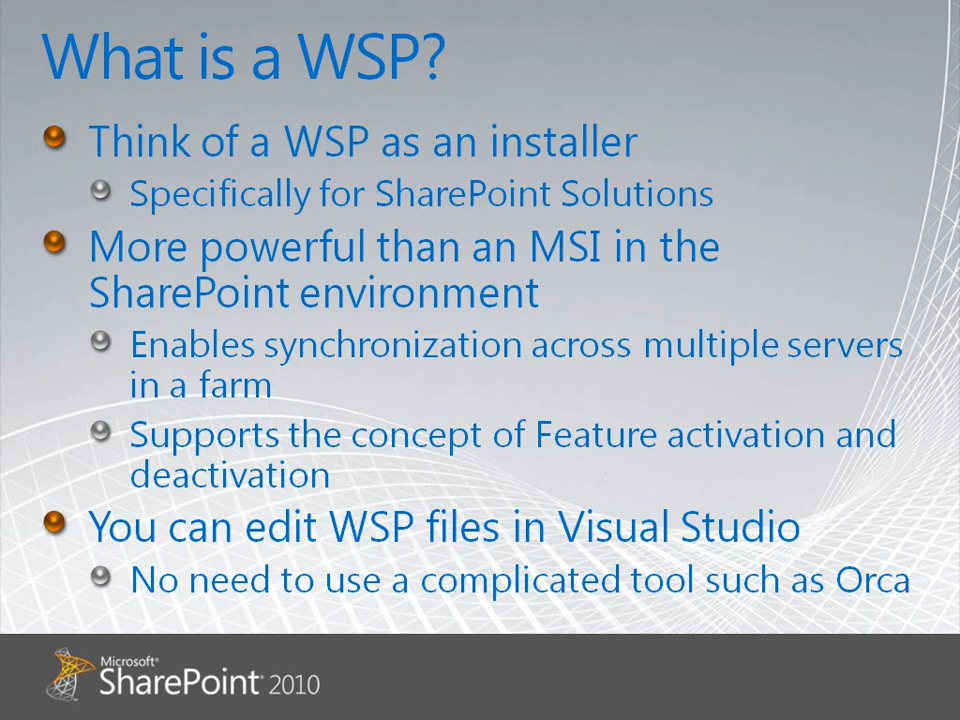 What is a WSP?
Think of a WSP as an installer
Specifically for SharePoint Solutions
More powerful than an MSI in the
SharePoint environment
Enables synchronization across multiple servers
in a farm
Supports the concept of Feature activation and
deactivation
You can edit WSP files in Visual Studio
No need to use a complicated tool such as Orca
Microsoft®
SharePoint® 2010